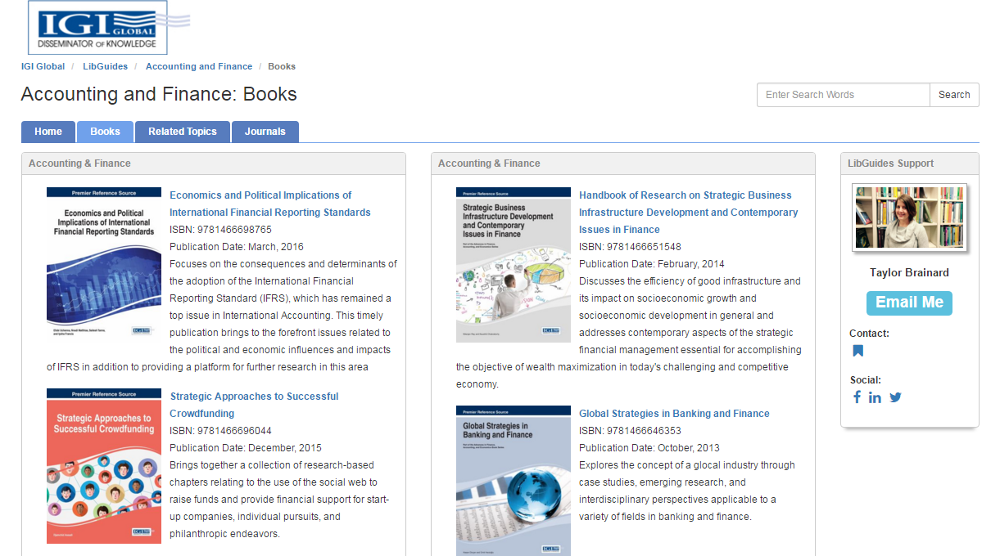 IGI GLOBAL
DISSEMINATOR OF KNOWLEDGE
IGI Global / LibGuides / Accounting and Finance / Books
Accounting and Finance: Books
Enter Search Words Search
Home Books Related Topics Journals
Accounting & Finance
Premier Reference Source
Economics and Political
Implications of International
Financial Reporting Standards
IGI
Economics and Political Implications of
International Financial Reporting Standards
ISBN: 9781466698765
Publication Date: March, 2016
Focuses on the consequences and determinants of
the adoption of the International Financial
Reporting Standard (IFRS), which has remained a
top issue in International Accounting. This timely
publication brings to the forefront issues related to
the political and economic influences and impacts
of IFRS in addition to providing a platform for further research in this area
Premier Reference Source
Strategic Approaches to
Successful Crowdfunding
IGI
Strategic Approaches to Successful
Crowdfunding
ISBN: 9781466696044
Publication Date: December, 2015
Brings together a collection of research-based
chapters relating to the use of the social web to
raise funds and provide financial support for start-
up companies, individual pursuits, and
philanthropic endeavors.
Accounting & Finance
Premier Reference Source
Strategic Business
Infrastructure Development
and Contemporary
Issues in Finance
IGI
Handbook of Research on Strategic Business
Infrastructure Development and Contemporary
Issues in Finance
ISBN: 9781466651548
Publication Date: February, 2014
Discusses the efficiency of good infrastructure and
its impact on socioeconomic growth and
socioeconomic development in general and
addresses contemporary aspects of the strategic
financial management essential for accomplishing
the objective of wealth maximization in today's challenging and competitive
economy.
Premier Reference Source
Global Strategies in
Banking and Finance
IGI
Global Strategies in Banking and Finance
ISBN: 9781466646353
Publication Date: October, 2013
Explores the concept of a glocal industry through
case studies, emerging research, and
interdisciplinary perspectives applicable to a
variety of fields in banking and finance.
LibGuides Support
Taylor Brainard
Email Me
Contact:
Social: